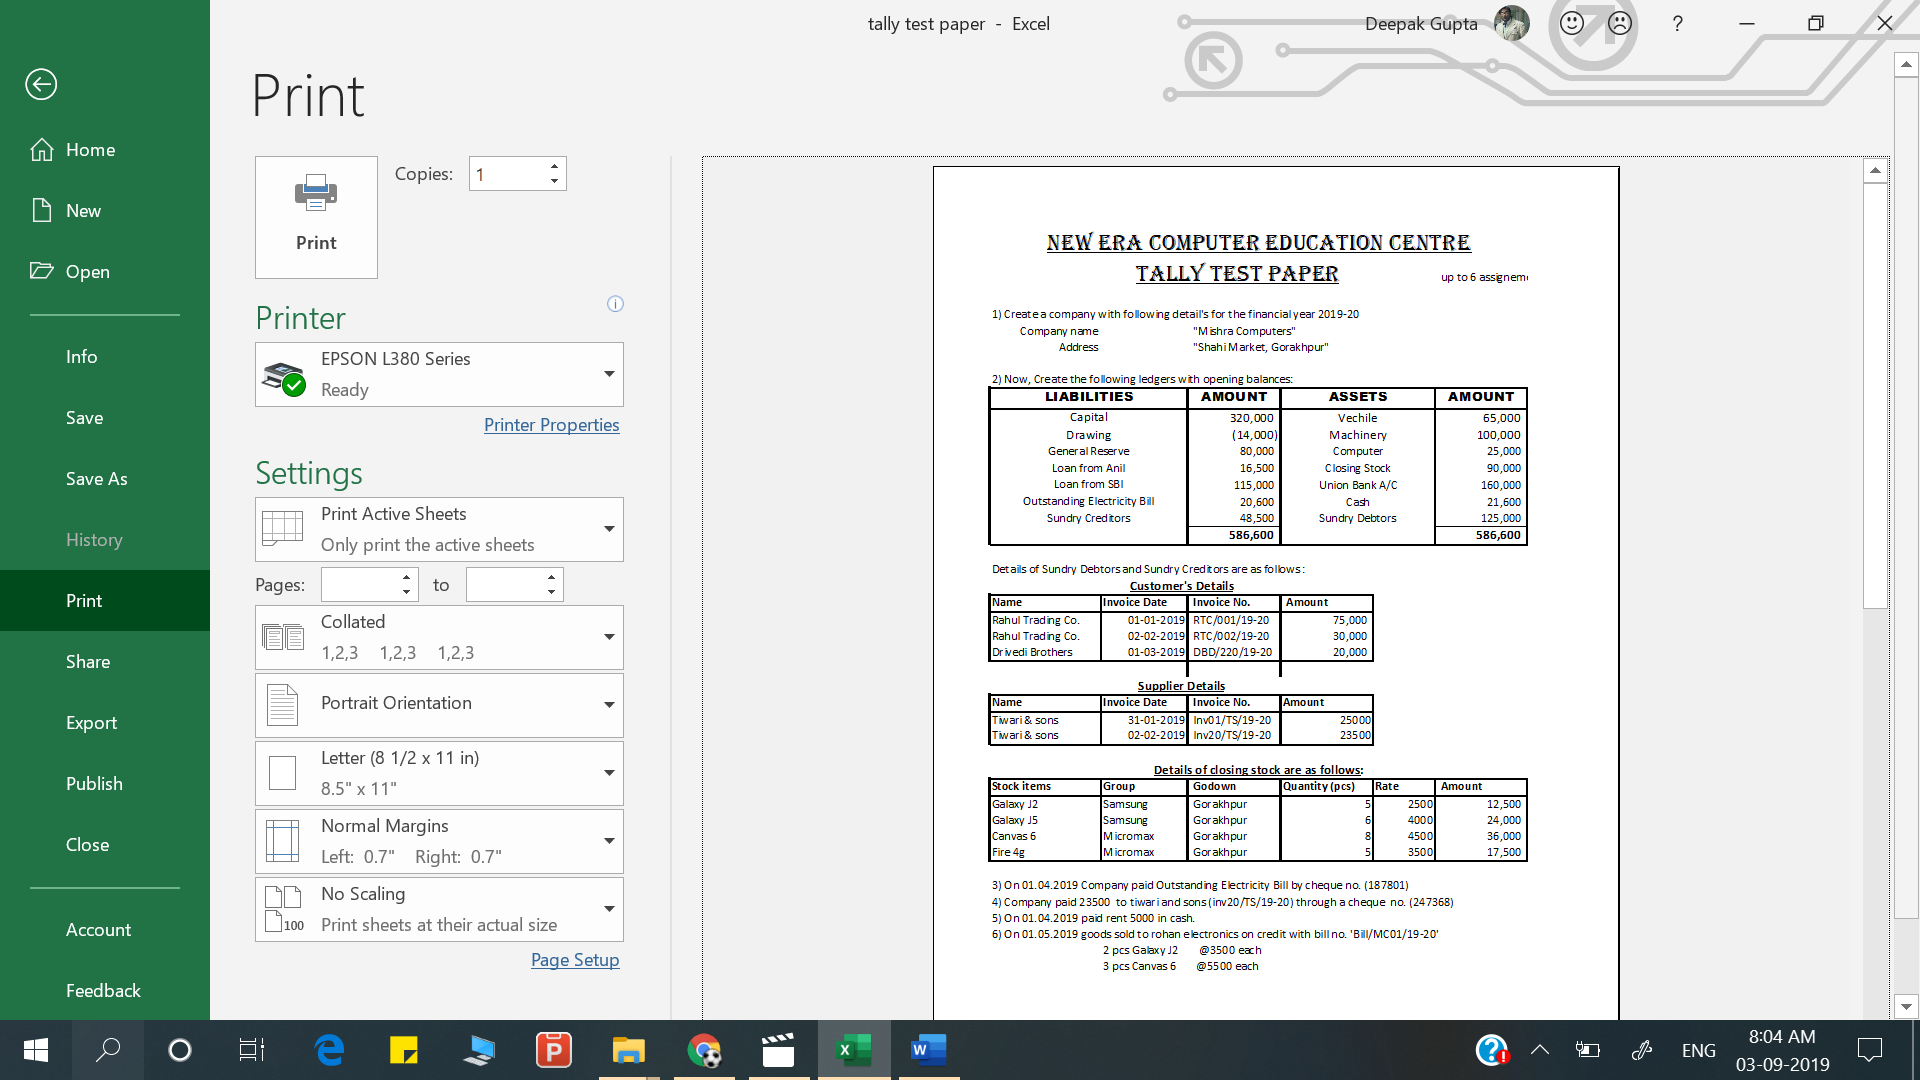 tally test paper - Excel
Deepak Gupta
?
Print
Home
New
Open
Info
Save
Save As
History
Print
Share
Export
Publish
Close
Account
Feedback
Print
Copies: 1
Printer
EPSON L380 Series
Ready
Printer Properties
Settings
Print Active Sheets
Only print the active sheets
Pages: to
Collated
1,2,3 1,2,3 1,2,3
Portrait Orientation
Letter (8 1/2 x 11 in)
8.5" x 11"
Normal Margins
Left: 0.7" Right: 0.7"
No Scaling
100
Print sheets at their actual size
Page Setup
NEW ERA COMPUTER EDUCATION CENTRE
TALLY TEST PAPER
up to 6 assignem
1) Create a company with following detail's for the financial year 2019-20
Company name "Mishra Computers"
Address "Shahi Market, Gorakhpur"
2) Now, Create the following ledgers with opening balances:
LIABILITIES AMOUNT ASSETS AMOUNT
Capital 320,000 Vechile 65,000
Drawing (14,000) Machinery 100,000
General Reserve 80,000 Computer 25,000
Loan from Anil 16,500 Closing Stock 90,000
Loan from SBI 115,000 Union Bank A/C 160,000
Outstanding Electricity Bill 20,600 Cash 21,600
Sundry Creditors 48,500 Sundry Debtors 125,000
586,600 586,600
Details of Sundry Debtors and Sundry Creditors are as follows:
Customer's Details
Name Invoice Date Invoice No. Amount
Rahul Trading Co. 01-01-2019 RTC/001/19-20 75,000
Rahul Trading Co. 02-02-2019 RTC/002/19-20 30,000
Drivedi Brothers 01-03-2019 DBD/220/19-20 20,000
Supplier Details
Name Invoice Date Invoice No. Amount
Tiwari & sons 31-01-2019 Inv01/TS/19-20 25000
Tiwari & sons 02-02-2019 Inv20/TS/19-20 23500
Details of closing stock are as follows:
Stock items Group Godown Quantity (pcs) Rate Amount
Galaxy J2 Samsung Gorakhpur 5 2500 12,500
Galaxy J5 Samsung Gorakhpur 6 4000 24,000
Canvas 6 Micromax Gorakhpur 8 4500 36,000
Fire 4g Micromax Gorakhpur 5 3500 17,500
3) On 01.04.2019 Company paid Outstanding Electricity Bill by cheque no. (187801)
4) Company paid 23500 to tiwari and sons (inv20/TS/19-20) through a cheque no. (247368)
5) On 01.04.2019 paid rent 5000 in cash.
6) On 01.05.2019 goods sold to rohan electronics on credit with bill no. 'Bill/MC01/19-20'
2 pcs Galaxy J2 @3500 each
3 pcs Canvas 6 @5500 each
ENG
8:04 AM
03-09-2019